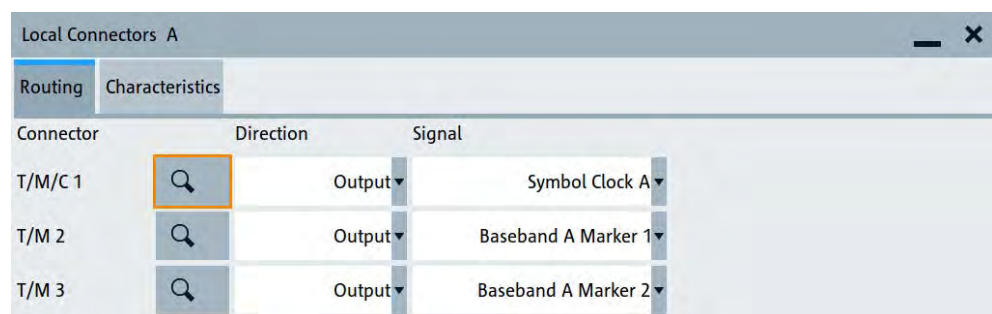 Local Connectors A
Routing Characteristics
Connector Direction Signal
T/M/C 1 Output Symbol Clock A
T/M 2 Output Baseband A Marker 1
T/M 3 Output Baseband A Marker 2